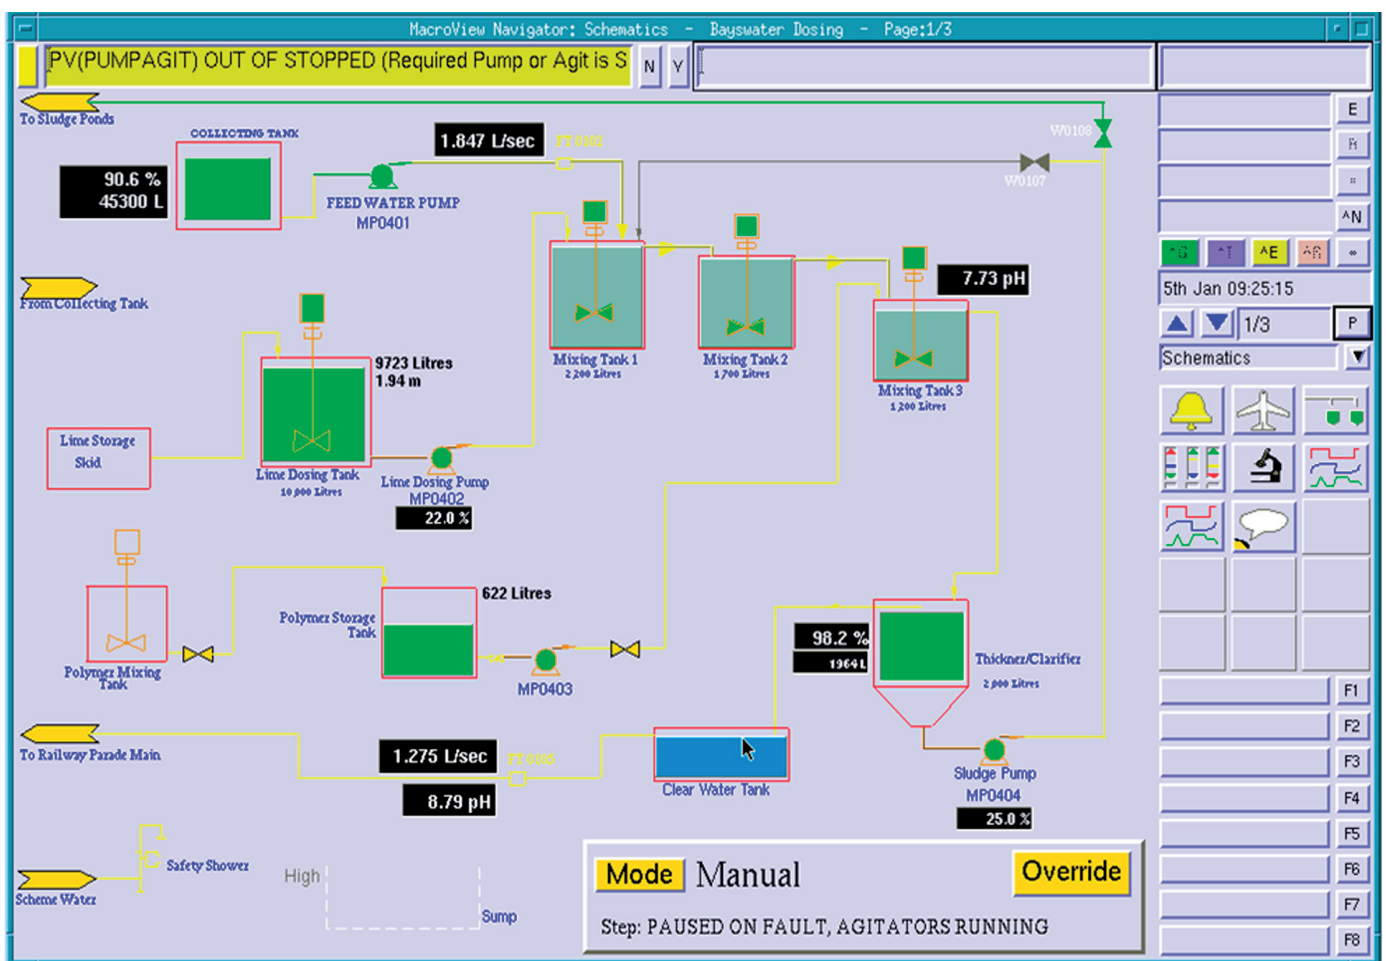 MacroView Navigator: Schematics - Bayswater Dosing - Page:1/3
PV(PUMPAGIT) OUT OF STOPPED (Required Pump or Agit is S
N
Y
To Sludge Ponds
COLLECTING TANK
90.6 %
45300 L
1.847 L/sec
FT 0102
FEED WATER PUMP
MP0401
W0108
W0107
E
^N
^G
^T
^E
^R
From Collecting Tank
7.73 pH
5th Jan 09:25:15
1/3
P
Schematics
9723 Litres
1.94 m
Mixing Tank 1
2,200 Litres
Mixing Tank 2
1,700 Litres
Mixing Tank 3
1,200 Litres
Lime Storage
Skid
Lime Dosing Tank
10,000 Litres
Lime Dosing Pump
MP0402
22.0 %
Polymer Mixing
Tank
Polymer Storage
Tank
622 Litres
MP0403
98.2 %
1964 L
Thickner/Clarifier
2,000 Litres
To Railway Parade Main
1.275 L/sec
FT 0105
8.79 pH
Clear Water Tank
Sludge Pump
MP0404
25.0 %
Safety Shower
Scheme Water
High
Sump
Mode Manual
Override
Step: PAUSED ON FAULT, AGITATORS RUNNING
F1
F2
F3
F4
F5
F6
F7
F8